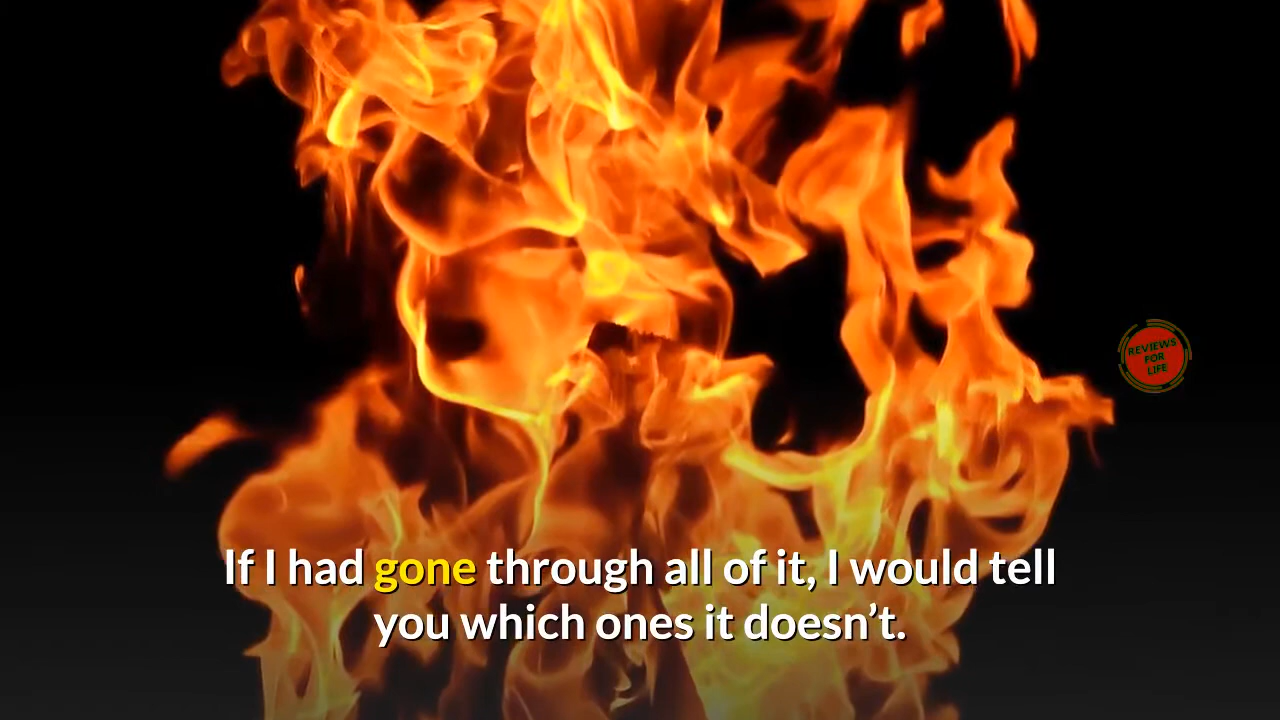 REVIEWS
FOR
LIFE
If I had gone through all of it, I would tell
you which ones it doesn’t.